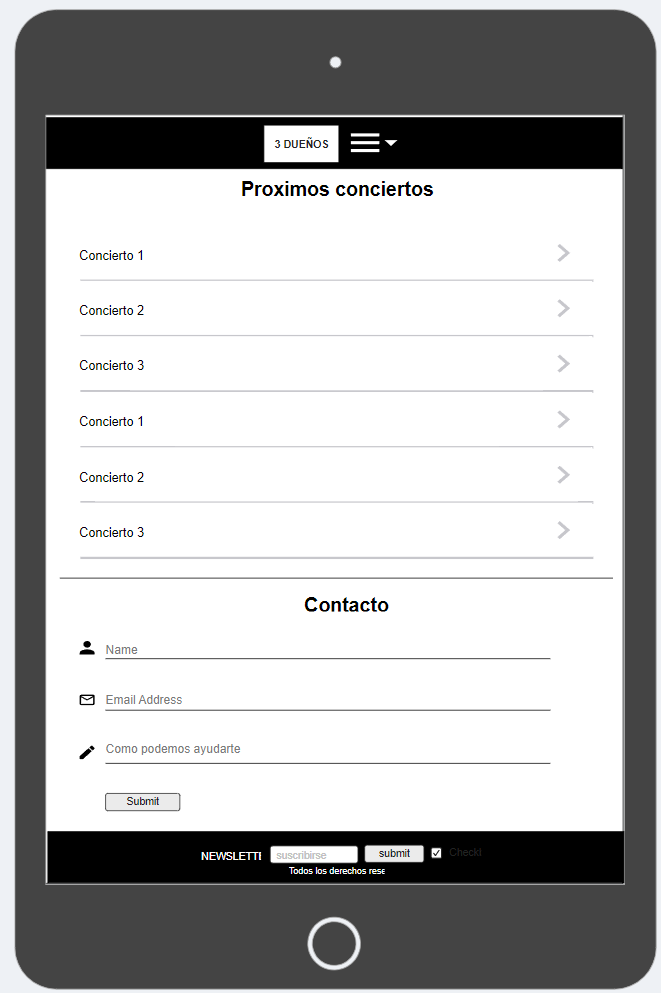 3 DUEÑOS
Proximos conciertos
Concierto 1
Concierto 2
Concierto 3
Concierto 1
Concierto 2
Concierto 3
Contacto
Name
Email Address
Como podemos ayudarte
Submit
NEWSLETTI suscribirse submit Checkt
Todos los derechos rese